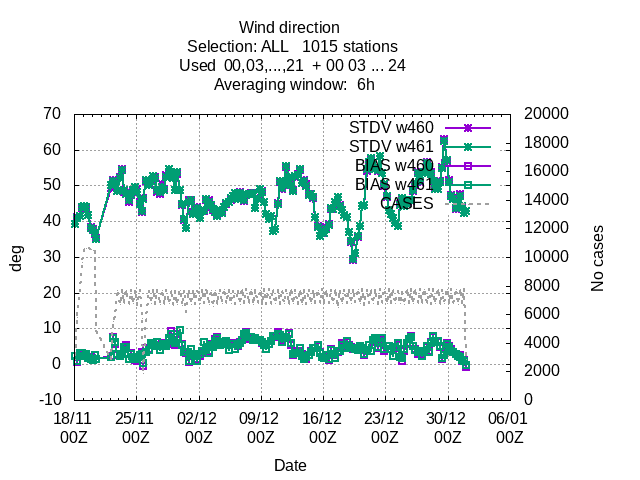 Wind direction
Selection: ALL 1015 stations
Used 00,03,...,21 + 00 03 ... 24
Averaging window: 6h
70 20000
STDV w460
18000
STDV w461
60 16000
BIAS w460
BIAS w461
50 14000
CASES
40 12000
deg
30 10000
No cases
20 8000
6000
10 4000
0 2000
-10 0
18/11 25/11 02/12 09/12 16/12 23/12 30/12 06/01
00Z 00Z 00Z 00Z 00Z 00Z 00Z 00Z
Date